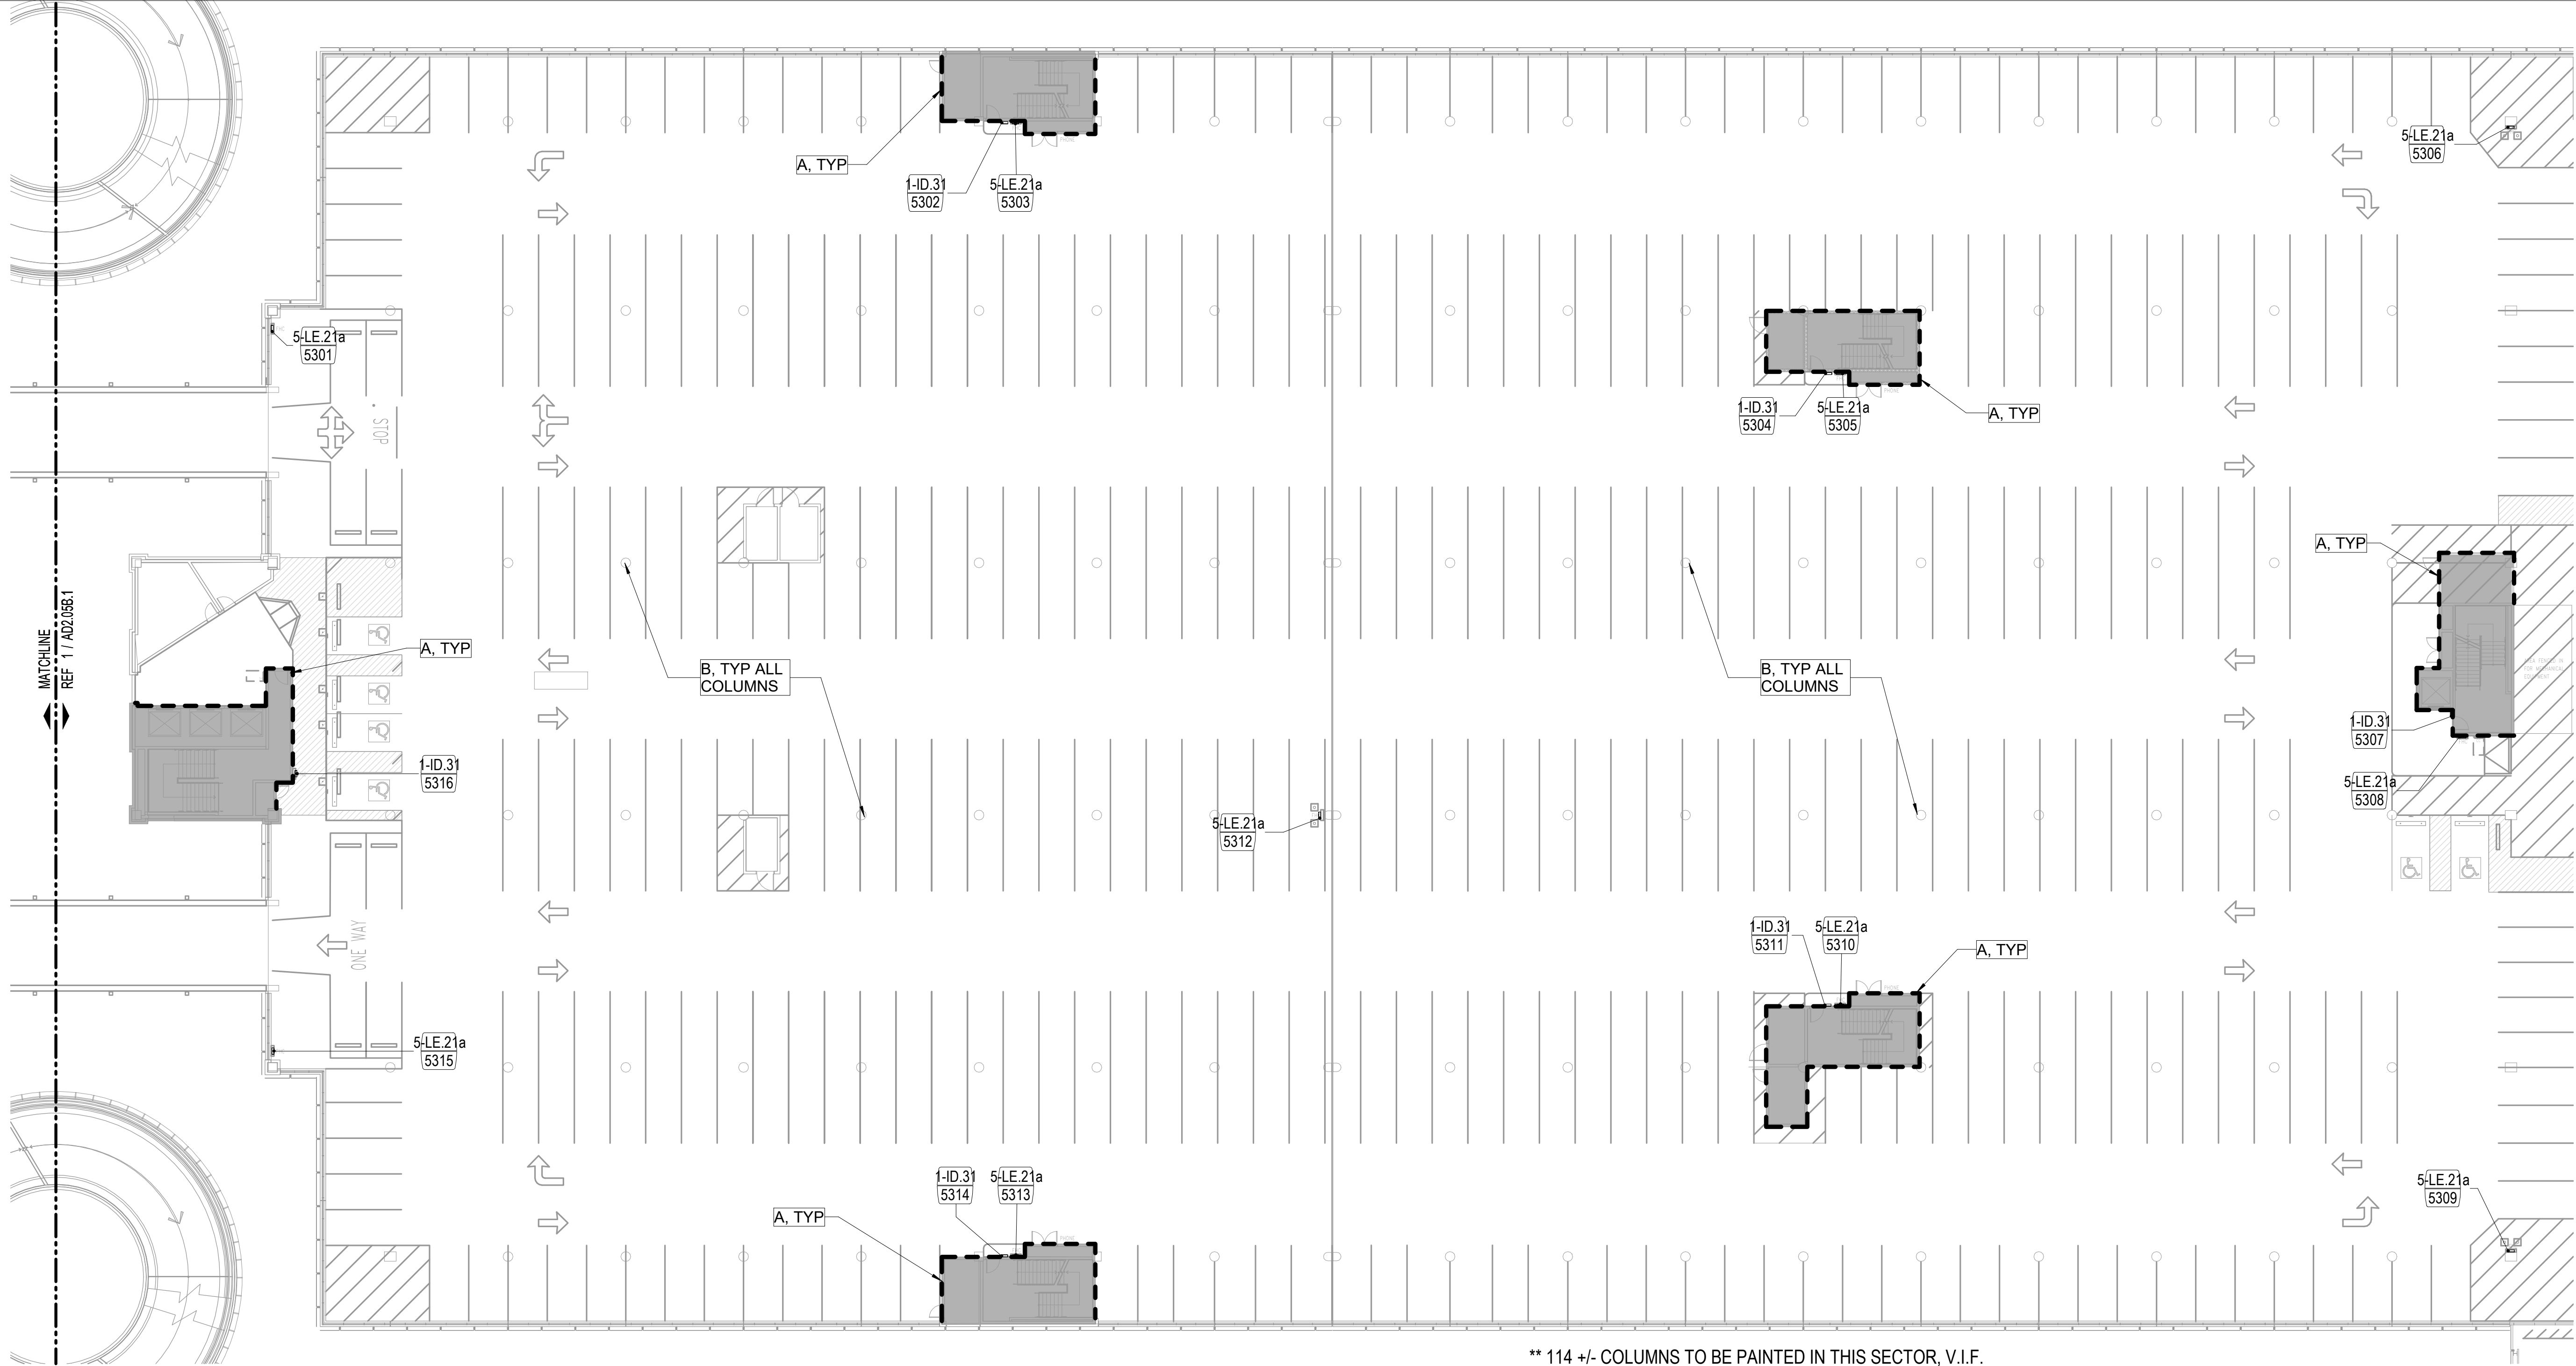 A, TYP
1-ID.31
5302
5-LE.21a
5303
5-LE.21a
5306
5-LE.21a
5301
STOP
1-ID.31
5304
5-LE.21a
5305
A, TYP
A, TYP
MATCHLINE
REF 1 / AD2.05B.1
A, TYP
B, TYP ALL
COLUMNS
B, TYP ALL
COLUMNS
1-ID.31
5307
1-ID.31
5316
5-LE.21a
5308
5-LE.21a
5312
ONE WAY
1-ID.31
5311
5-LE.21a
5310
A, TYP
5-LE.21a
5315
1-ID.31
5314
5-LE.21a
5313
5-LE.21a
5309
A, TYP
** 114 +/- COLUMNS TO BE PAINTED IN THIS SECTOR, V.I.F.